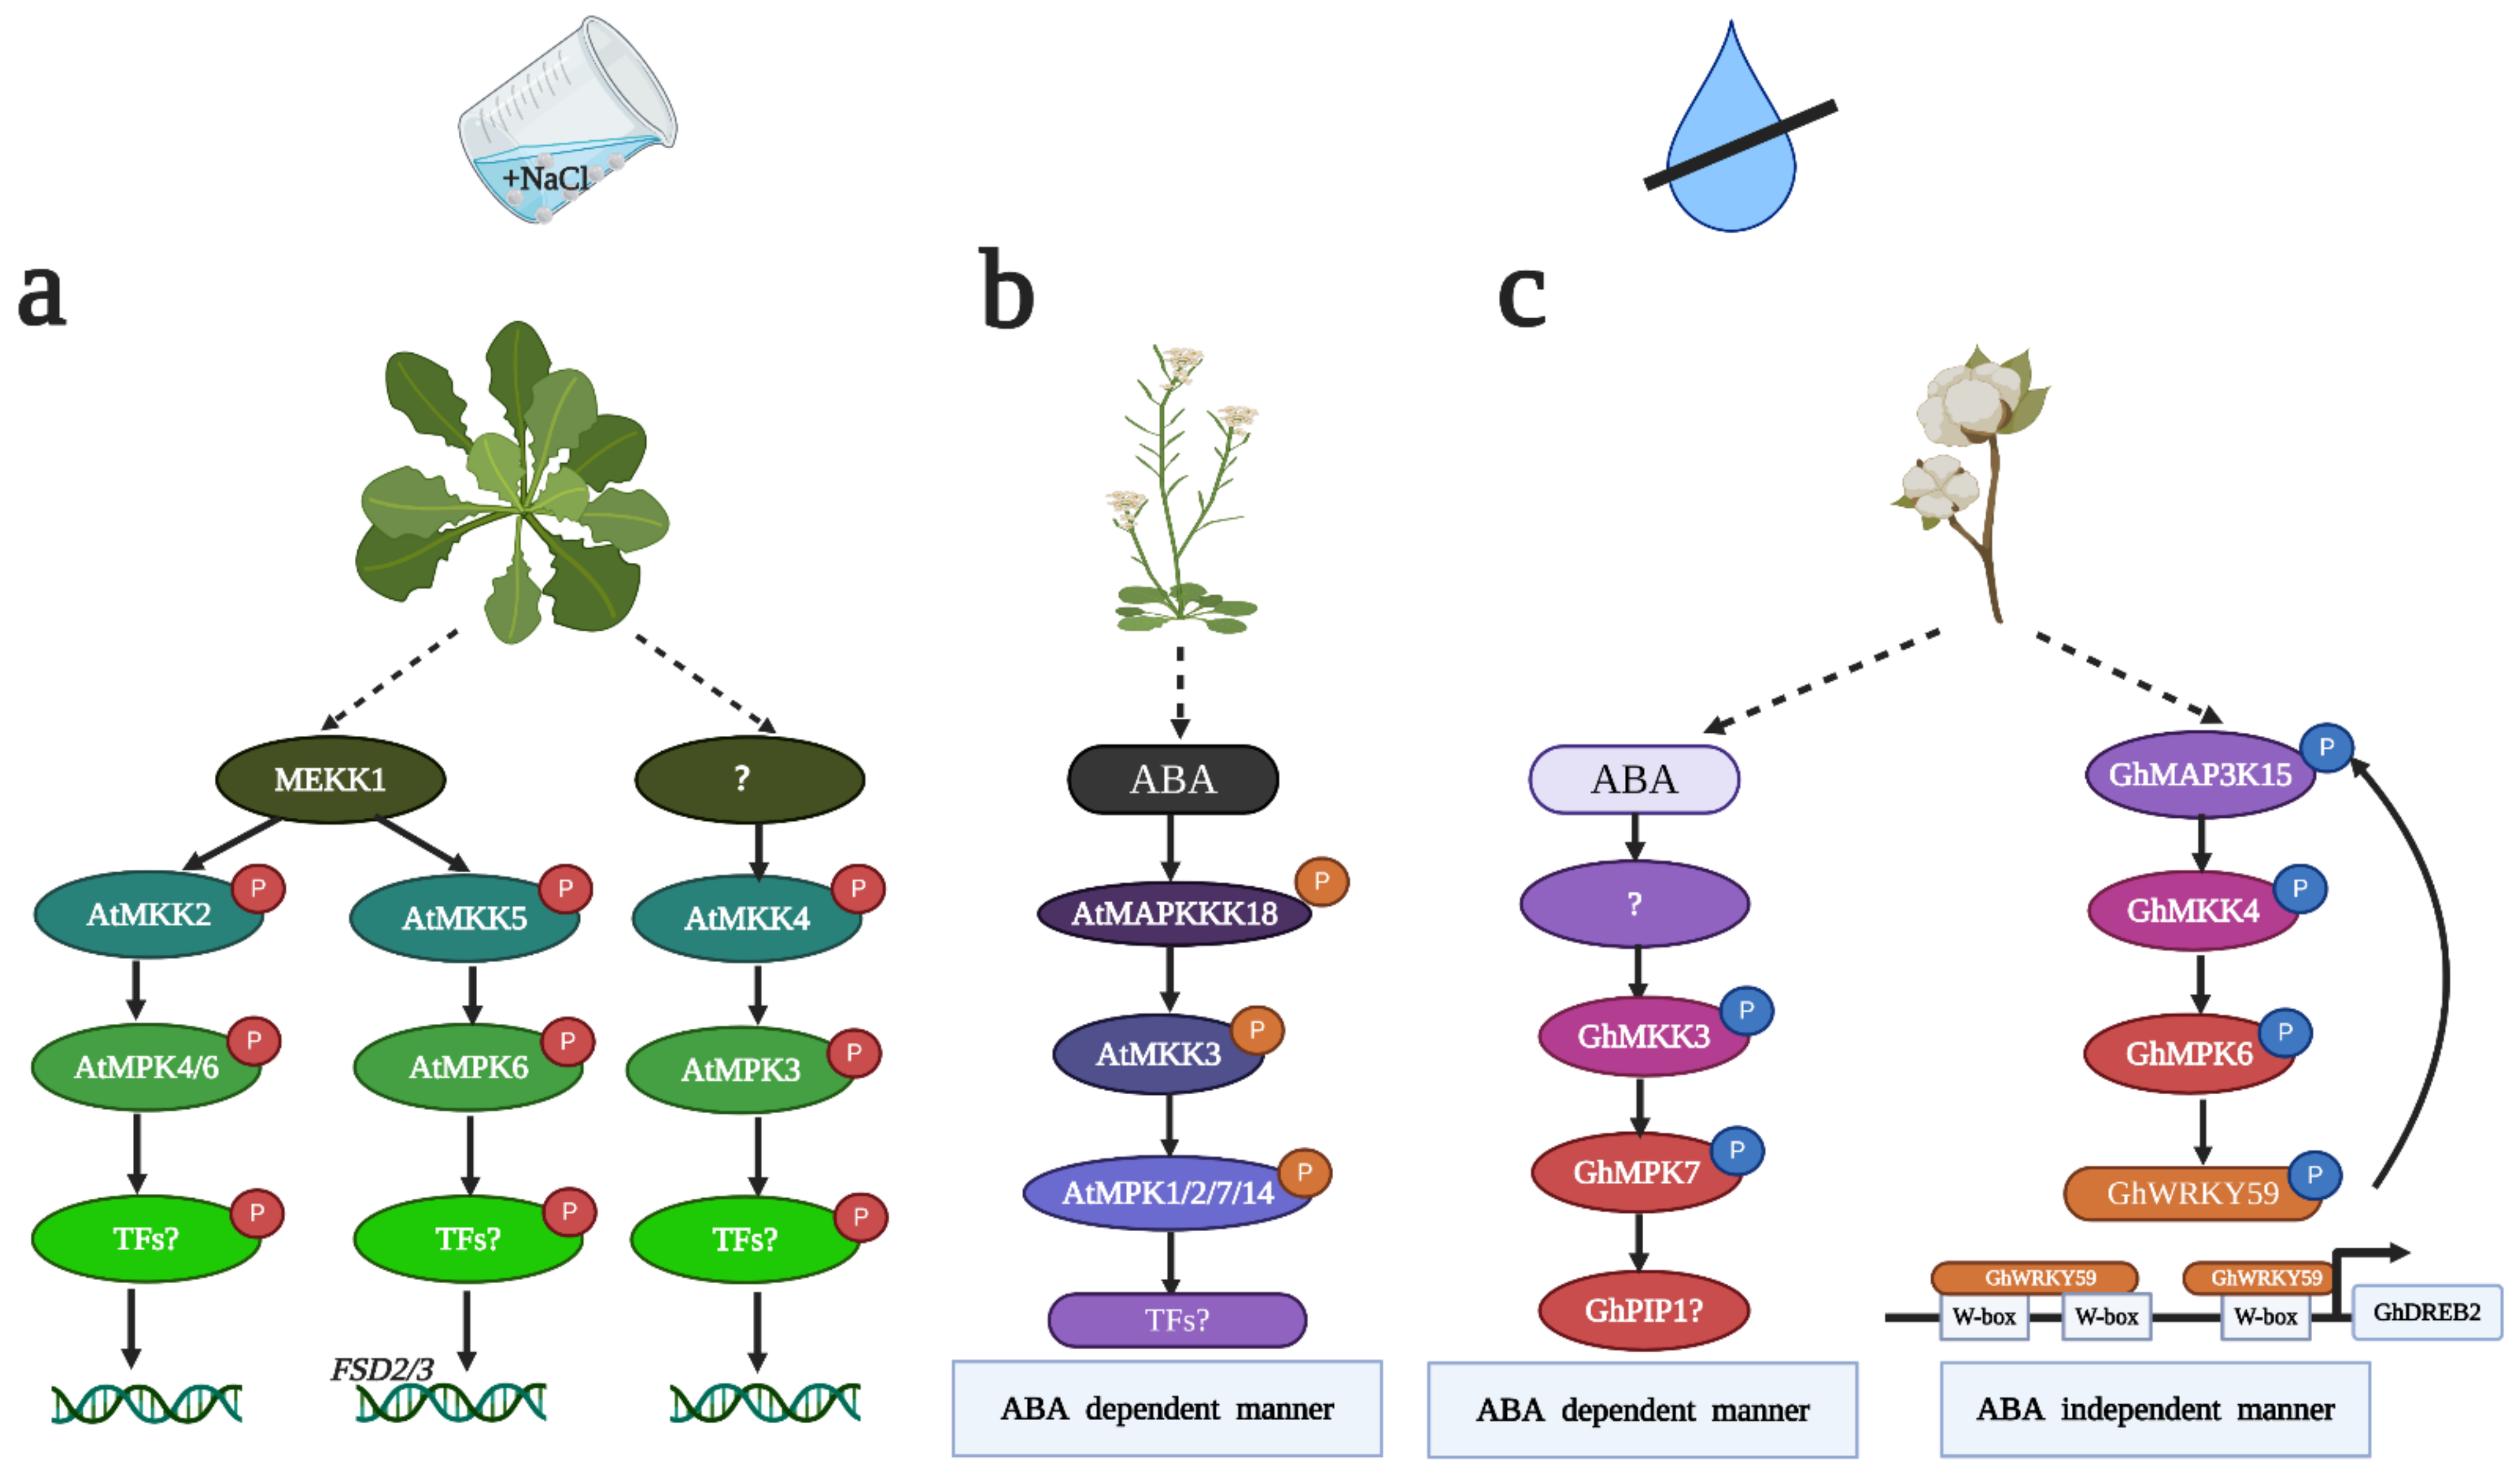 +NaCl
a
MEKK1
?
AtMKK2
P
AtMKK5
P
AtMKK4
P
AtMPK4/6
P
AtMPK6
P
AtMPK3
P
TFs?
P
TFs?
P
TFs?
P
FSD2/3
b
ABA
AtMAPKKK18
P
AtMKK3
P
AtMPK1/2/7/14
P
TFs?
ABA dependent manner
c
ABA
?
GhMKK3
P
GhMPK7
P
GhPIP1?
ABA dependent manner
GhMAP3K15
P
GhMKK4
P
GhMPK6
P
GhWRKY59
P
GhWRKY59
GhWRKY59
W-box
W-box
W-box
GhDREB2
ABA independent manner